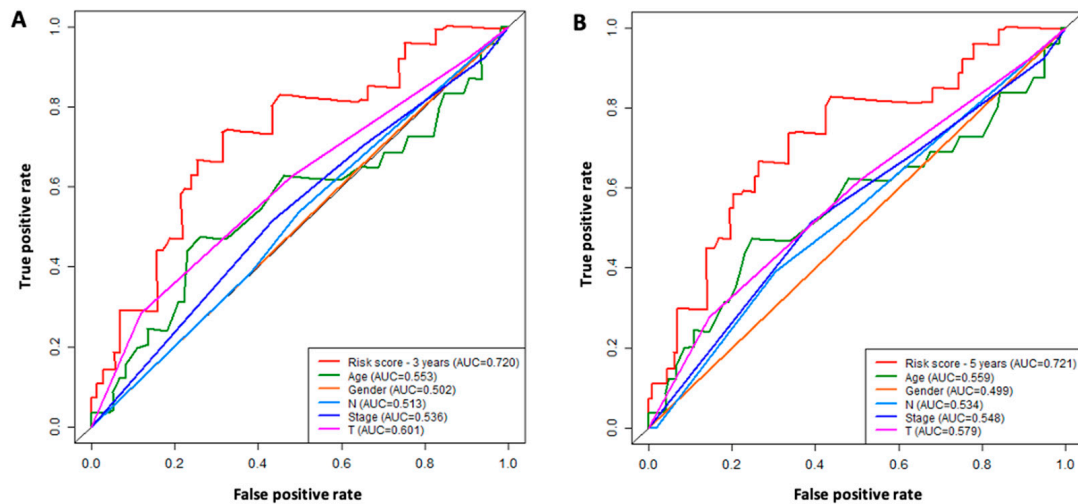 A
True positive rate
1.0
0.8
0.6
0.4
0.2
0.0
Risk score - 3 years (AUC=0.720)
Age (AUC=0.553)
Gender (AUC=0.502)
N (AUC=0.513)
Stage (AUC=0.536)
T (AUC=0.601)
0.0 0.2 0.4 0.6 0.8 1.0
False positive rate
B
True positive rate
1.0
0.8
0.6
0.4
0.2
0.0
Risk score - 5 years (AUC=0.721)
Age (AUC=0.559)
Gender (AUC=0.499)
N (AUC=0.534)
Stage (AUC=0.548)
T (AUC=0.579)
0.0 0.2 0.4 0.6 0.8 1.0
False positive rate